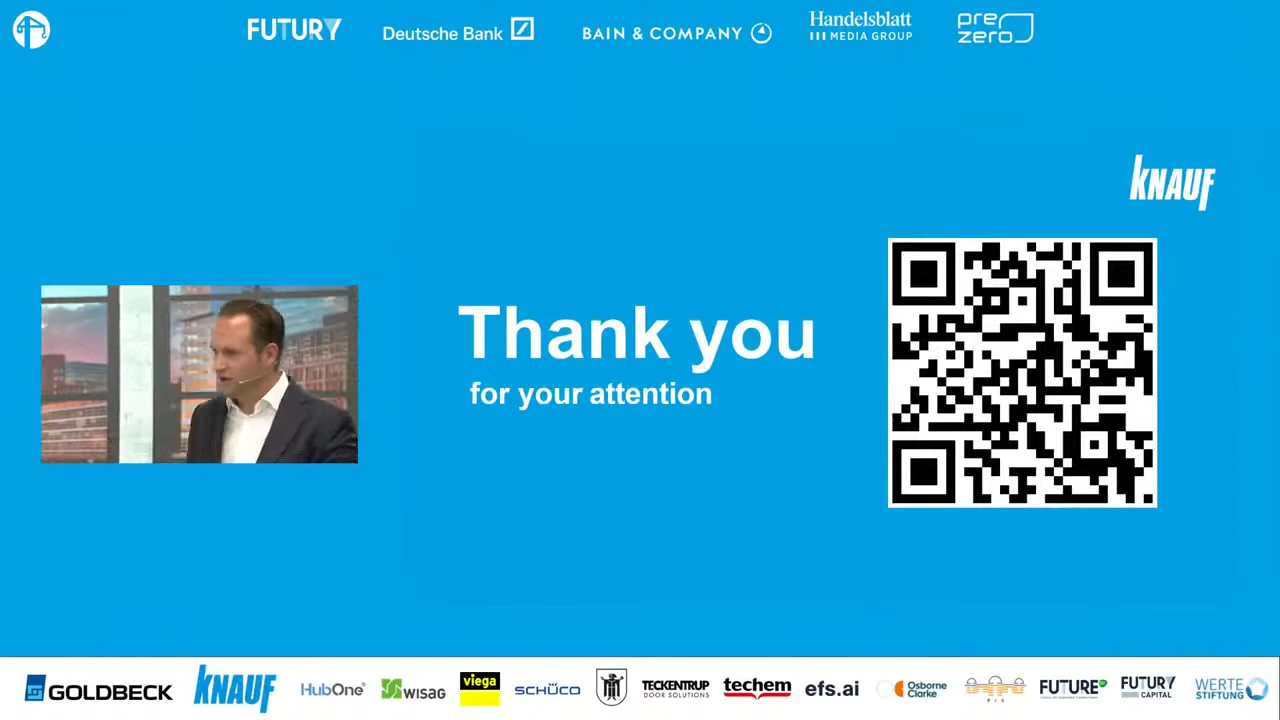 FUTURY
Deutsche Bank
BAIN & COMPANY
Handelsblatt
MEDIA GROUP
pre
zero
KNAUF
Thank you
for your attention
GOLDBECK
KNAUF
HubOne
WISAG
viega
SCHÜCO
TECKENTRUP
DOOR SOLUTIONS
techem
efs.ai
Osborne
Clarke
PIX
FUTURE
FUTURY
CAPITAL
WERTE
STIFTUNG